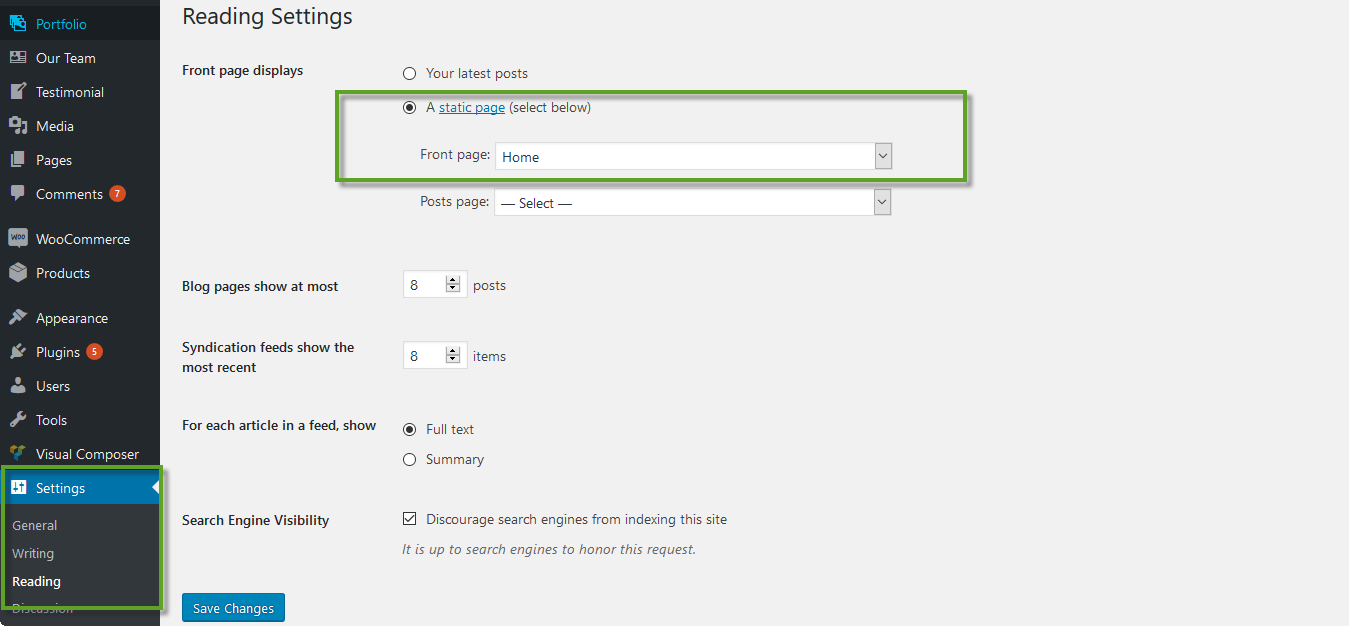 Portfolio
Our Team
Testimonial
Media
Pages
Comments 7
WooCommerce
Products
Appearance
Plugins 5
Users
Tools
Visual Composer
Settings
General
Writing
Reading
Discussion
Reading Settings
Front page displays
Your latest posts
A static page (select below)
Front page: Home
Posts page: — Select —
Blog pages show at most 8 posts
Syndication feeds show the
most recent
8 items
For each article in a feed, show
Full text
Summary
Search Engine Visibility
Discourage search engines from indexing this site
It is up to search engines to honor this request.
Save Changes